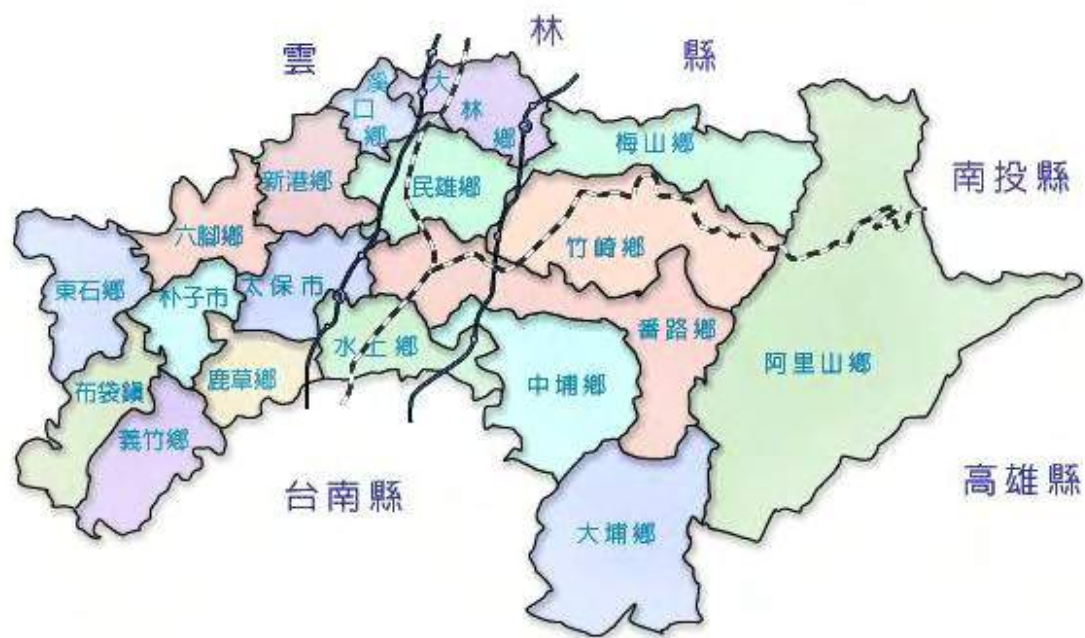 雲林縣
溪口鄉
大林鄉
梅山鄉
新港鄉
民雄鄉
南投縣
六腳鄉
竹崎鄉
東石鄉
朴子市
太保市
番路鄉
水上鄉
阿里山鄉
布袋鎮
鹿草鄉
中埔鄉
義竹鄉
台南縣
高雄縣
大埔鄉